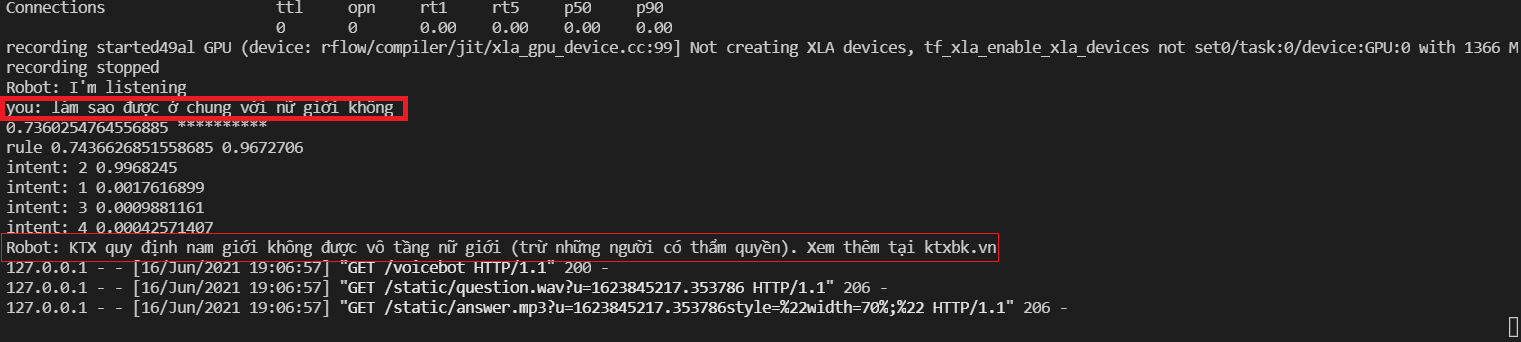 Connections ttl opn rt1 rt5 p50 p90
0 0 0.00 0.00 0.00 0.00
recording started49al GPU (device: rflow/compiler/jit/xla_gpu_device.cc:99] Not creating XLA devices, tf_xla_enable_xla_devices not set0/task:0/device:GPU:0 with 1366 M
recording stopped
Robot: I'm listening
you: làm sao được ở chung với nữ giới không
0.7360254764556885 **********
rule 0.7436626851558685 0.9672706
intent: 2 0.9968245
intent: 1 0.0017616899
intent: 3 0.0009881161
intent: 4 0.00042571407
Robot: KTX quy định nam giới không được vô tầng nữ giới (trừ những người có thẩm quyền). Xem thêm tại ktxbk.vn
127.0.0.1 - - [16/Jun/2021 19:06:57] "GET /voicebot HTTP/1.1" 200 -
127.0.0.1 - - [16/Jun/2021 19:06:57] "GET /static/question.wav?u=1623845217.353786 HTTP/1.1" 206 -
127.0.0.1 - - [16/Jun/2021 19:06:57] "GET /static/answer.mp3?u=1623845217.353786style=%22width=70%;%22 HTTP/1.1" 206 -